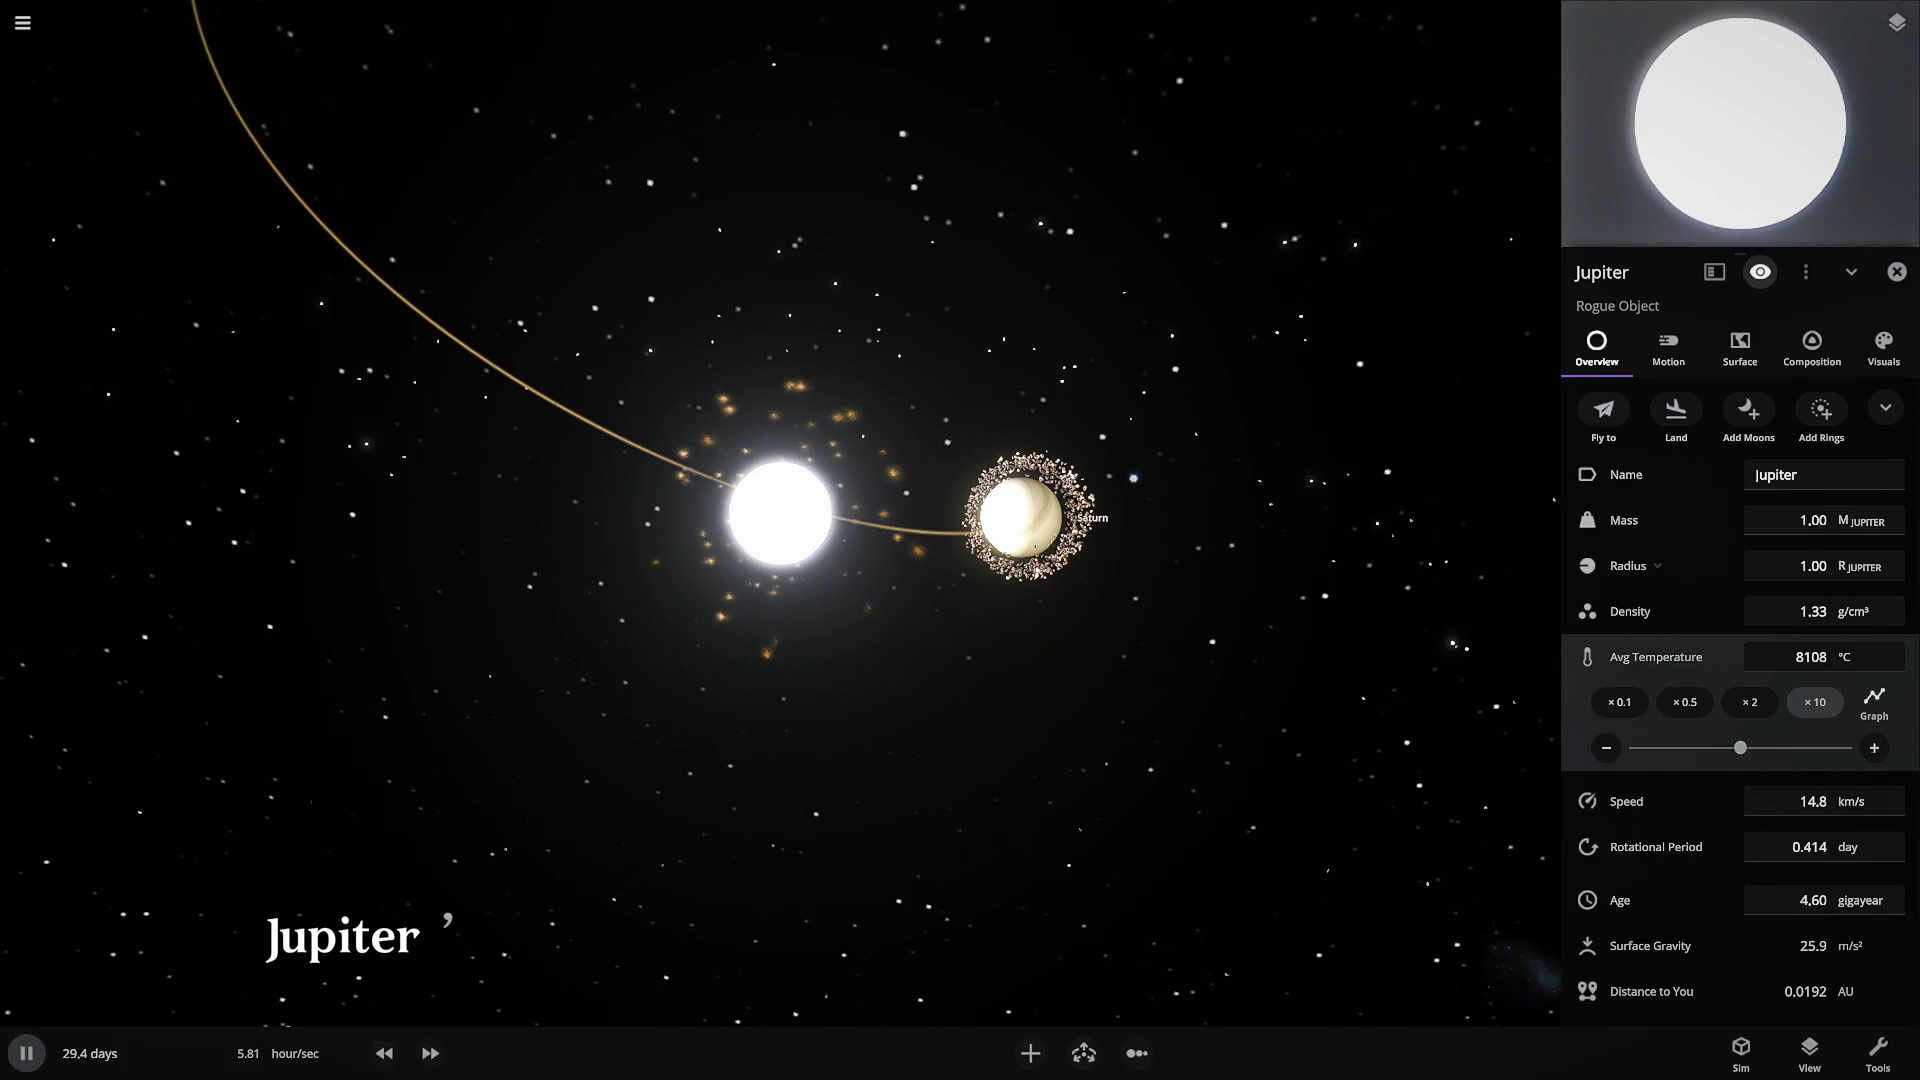 Jupiter
Rogue Object
Overview Motion Surface Composition Visuals
Fly to Land Add Moons Add Rings
Name Jupiter
Mass 1.00 M JUPITER
Radius 1.00 R JUPITER
Density 1.33 g/cm³
Avg Temperature 8108 °C
× 0.1 × 0.5 × 2 × 10 Graph
Speed 14.8 km/s
Rotational Period 0.414 day
Age 4.60 gigayear
Surface Gravity 25.9 m/s²
Distance to You 0.0192 AU
Saturn
Jupiter ’
29.4 days 5.81 hour/sec
Sim View Tools